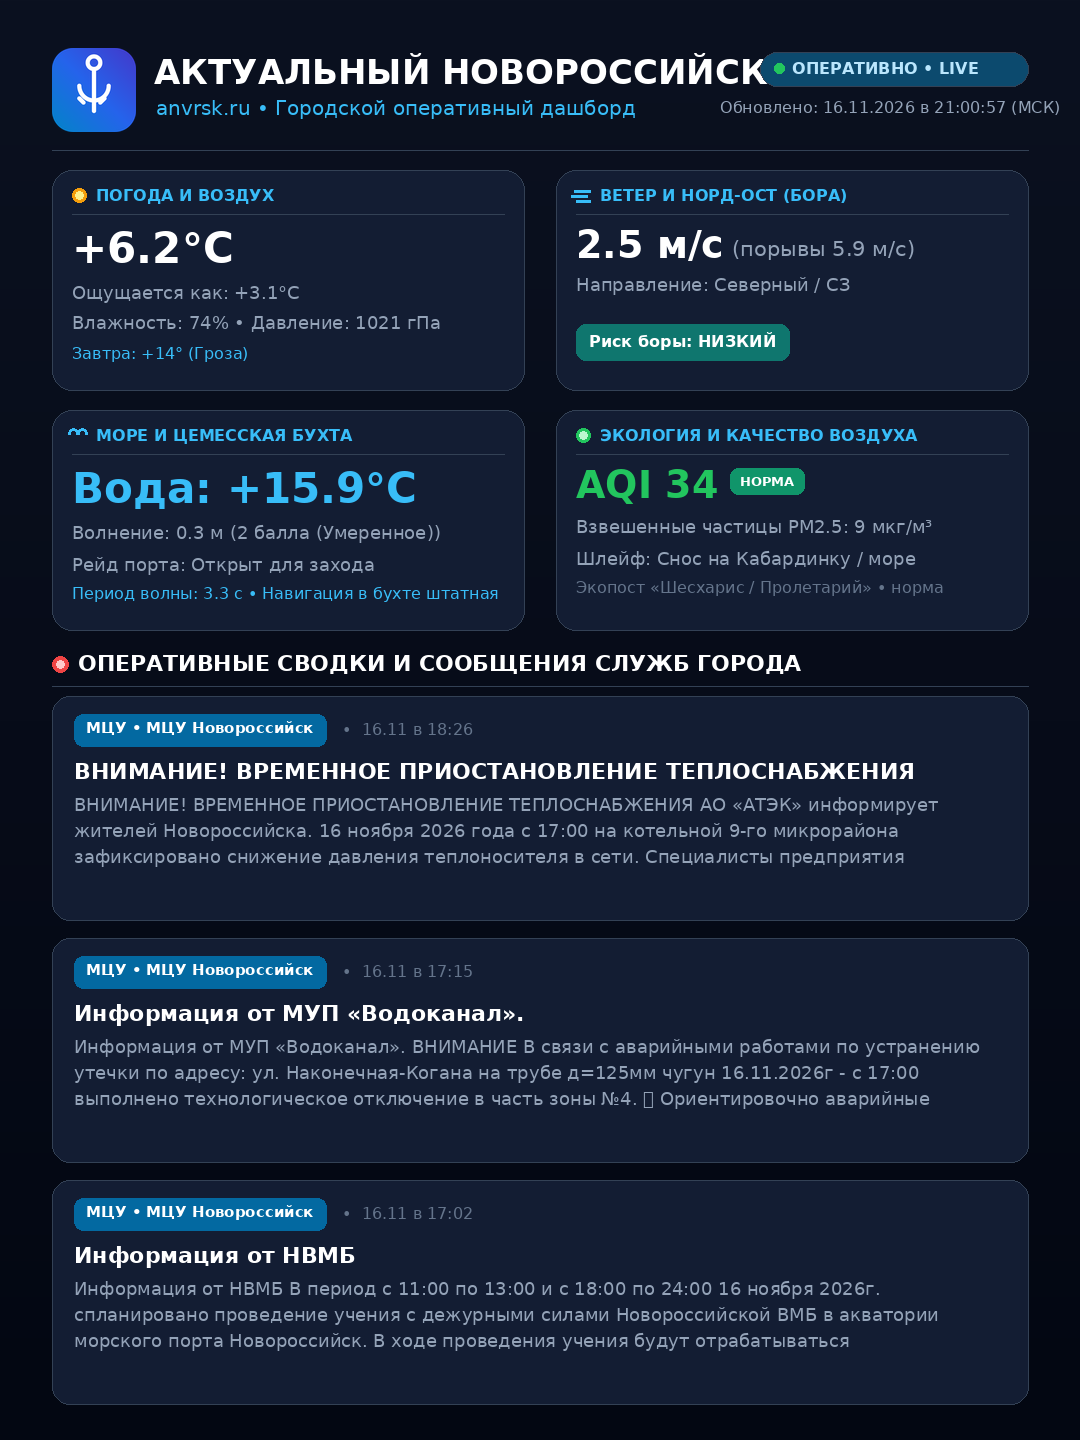 АКТУАЛЬНЫЙ НОВОРОССИЙСК
ОПЕРАТИВНО • LIVE
anvrsk.ru • Городской оперативный дашборд
Обновлено: 16.11.2026 в 21:00:57 (МСК)
ПОГОДА И ВОЗДУХ
+6.2°C
Ощущается как: +3.1°C
Влажность: 74% • Давление: 1021 гПа
Завтра: +14° (Гроза)
ВЕТЕР И НОРД-ОСТ (БОРА)
2.5 м/с (порывы 5.9 м/с)
Направление: Северный / СЗ
Риск боры: НИЗКИЙ
МОРЕ И ЦЕМЕССКАЯ БУХТА
Вода: +15.9°C
Волнение: 0.3 м (2 балла (Умеренное))
Рейд порта: Открыт для захода
Период волны: 3.3 с • Навигация в бухте штатная
ЭКОЛОГИЯ И КАЧЕСТВО ВОЗДУХА
AQI 34 НОРМА
Взвешенные частицы PM2.5: 9 мкг/м³
Шлейф: Снос на Кабардинку / море
Экопост «Шесхарис / Пролетарий» • норма
ОПЕРАТИВНЫЕ СВОДКИ И СООБЩЕНИЯ СЛУЖБ ГОРОДА
МЦУ • МЦУ Новороссийск • 16.11 в 18:26
ВНИМАНИЕ! ВРЕМЕННОЕ ПРИОСТАНОВЛЕНИЕ ТЕПЛОСНАБЖЕНИЯ
ВНИМАНИЕ! ВРЕМЕННОЕ ПРИОСТАНОВЛЕНИЕ ТЕПЛОСНАБЖЕНИЯ АО «АТЭК» информирует
жителей Новороссийска. 16 ноября 2026 года с 17:00 на котельной 9-го микрорайона
зафиксировано снижение давления теплоносителя в сети. Специалисты предприятия
МЦУ • МЦУ Новороссийск • 16.11 в 17:15
Информация от МУП «Водоканал».
Информация от МУП «Водоканал». ВНИМАНИЕ В связи с аварийными работами по устранению
утечки по адресу: ул. Наконечная-Когана на трубе д=125мм чугун 16.11.2026г - с 17:00
выполнено технологическое отключение в часть зоны №4. Ориентировочно аварийные
МЦУ • МЦУ Новороссийск • 16.11 в 17:02
Информация от НВМБ
Информация от НВМБ В период с 11:00 по 13:00 и с 18:00 по 24:00 16 ноября 2026г.
спланировано проведение учения с дежурными силами Новороссийской ВМБ в акватории
морского порта Новороссийск. В ходе проведения учения будут отрабатываться